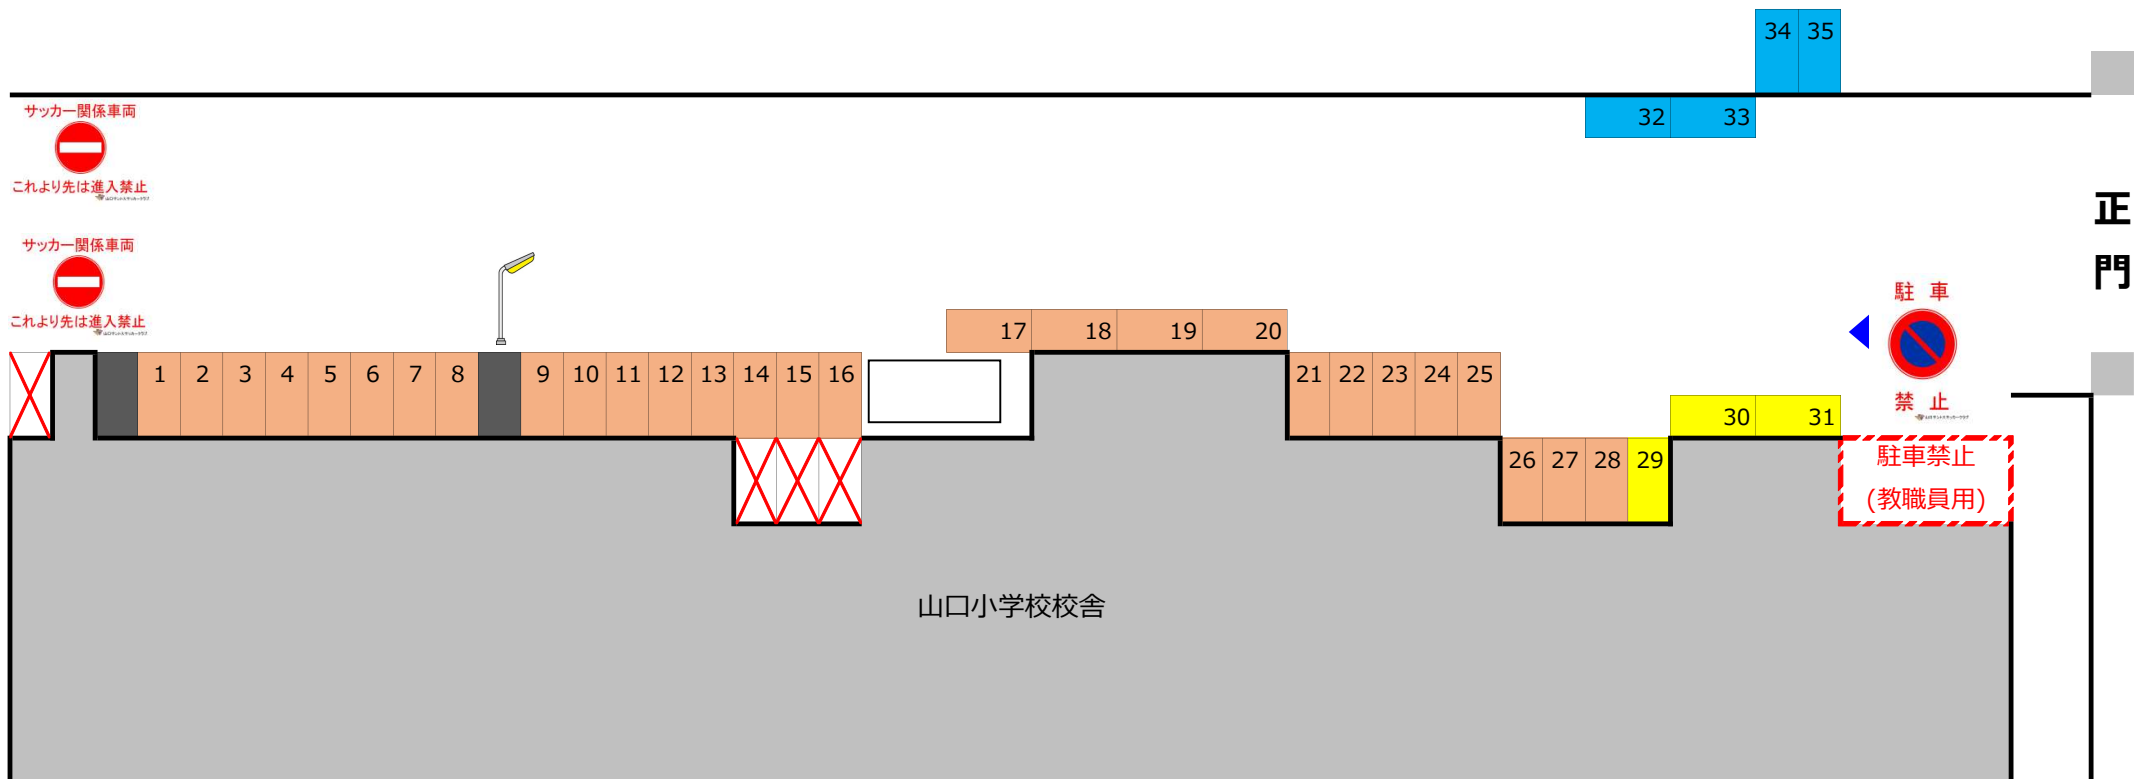 34 35
サッカー関係車両
これより先は進入禁止
32 33
正
門
サッカー関係車両
これより先は進入禁止
駐 車
禁 止
17 18 19 20
1 2 3 4 5 6 7 8 9 10 11 12 13 14 15 16
21 22 23 24 25
30 31
26 27 28 29
駐車禁止
(教職員用)
山口小学校校舎